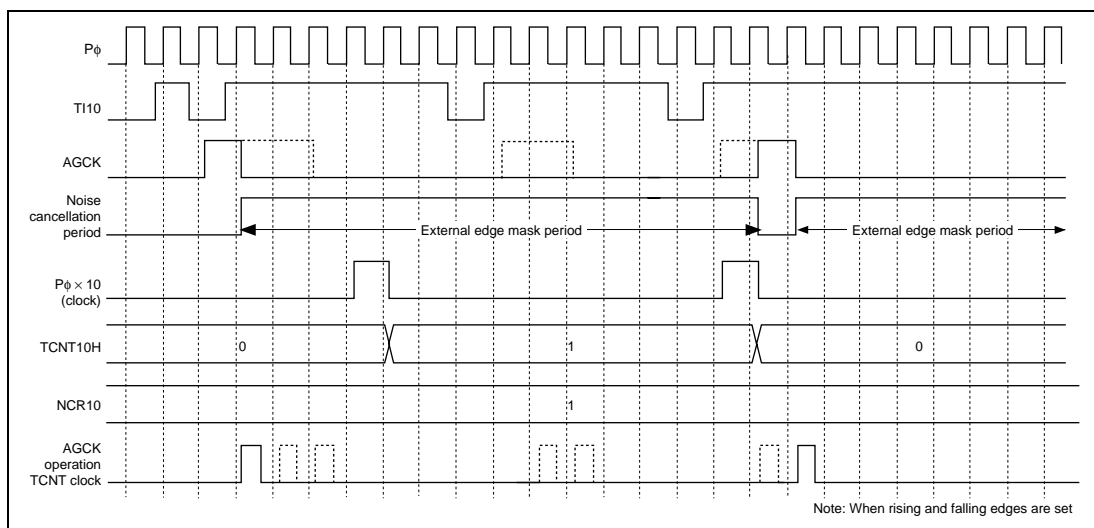 Pφ
TI10
AGCK
Noise
cancellation
period
External edge mask period
External edge mask period
Pφ × 10
(clock)
TCNT10H
0
1
0
NCR10
1
AGCK
operation
TCNT clock
Note: When rising and falling edges are set